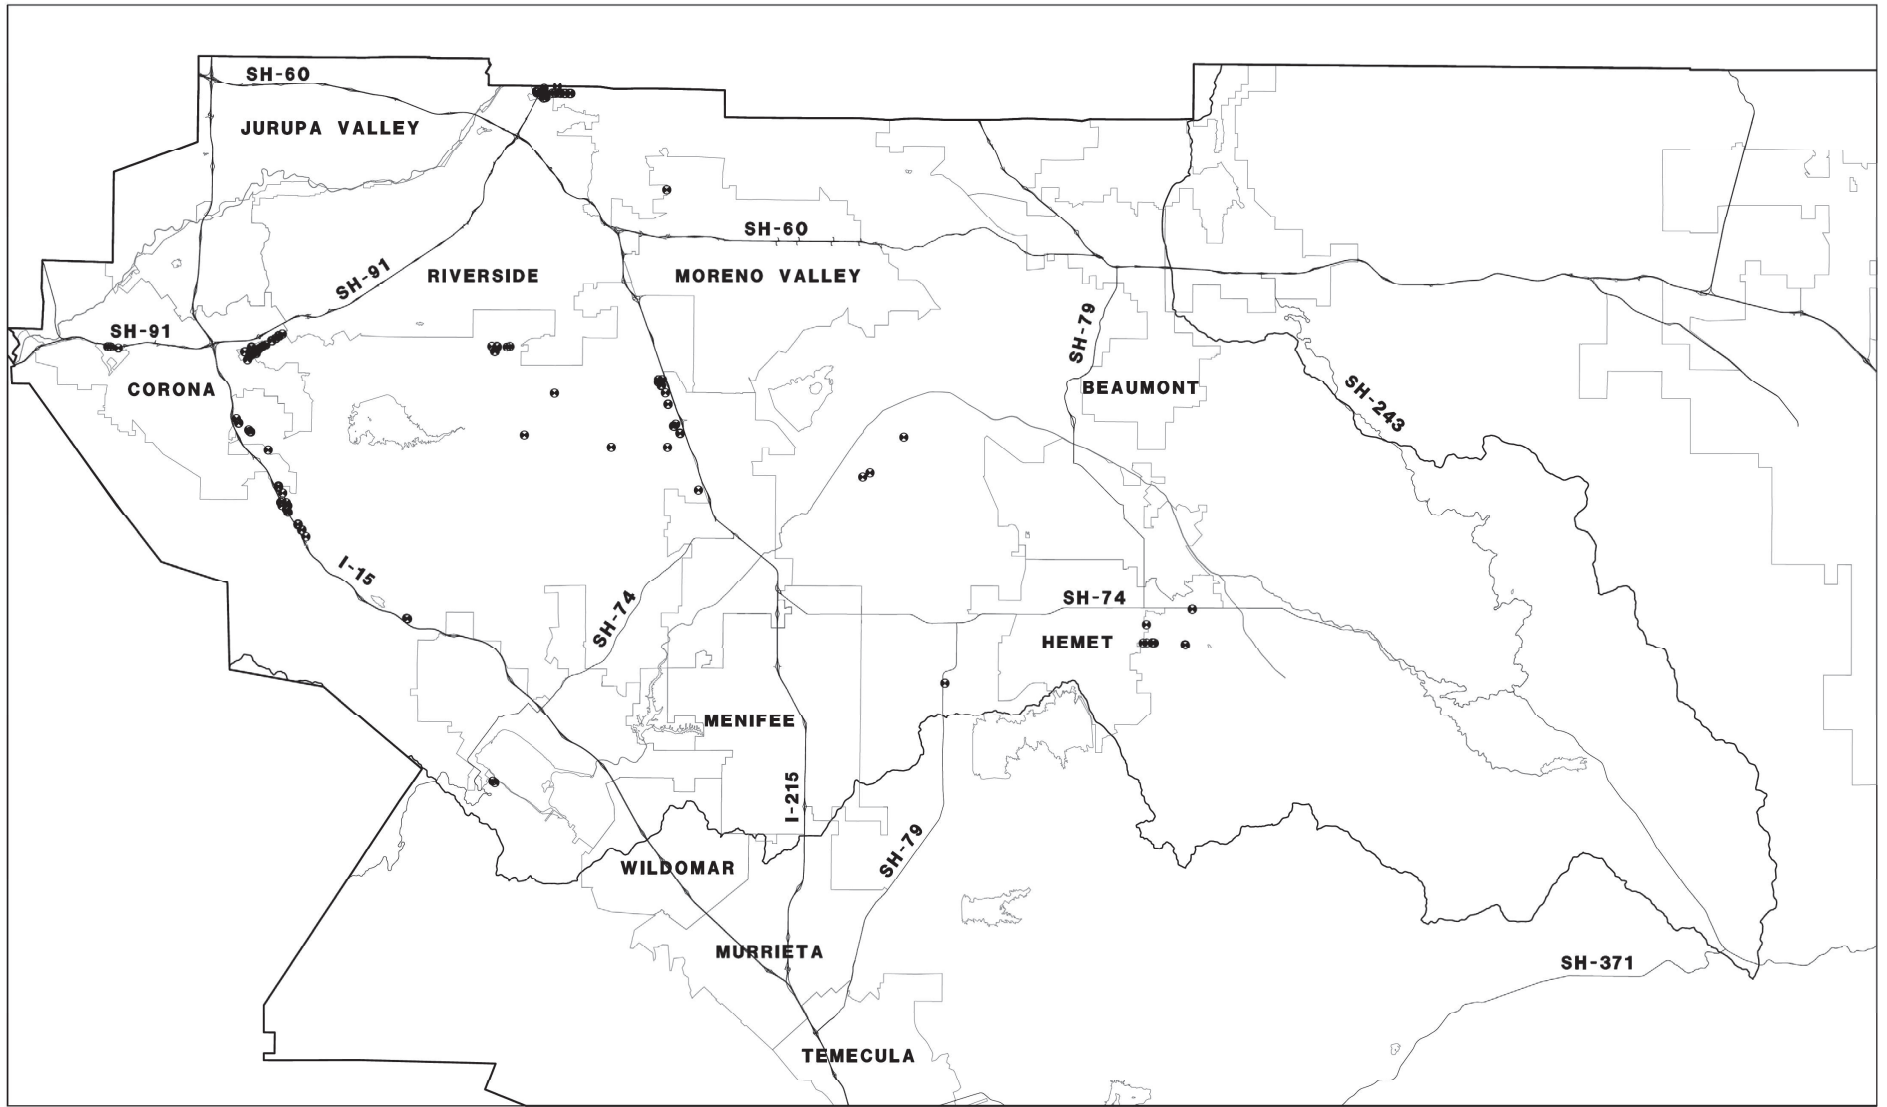 SH-60
JURUPA VALLEY
SH-60
SH-91
RIVERSIDE
MORENO VALLEY
SH-91
SH-79
CORONA
BEAUMONT
SH-243
I-15
SH-74
SH-74
HEMET
MENIFEE
I-215
SH-79
WILDOMAR
MURRIETA
SH-371
TEMECULA